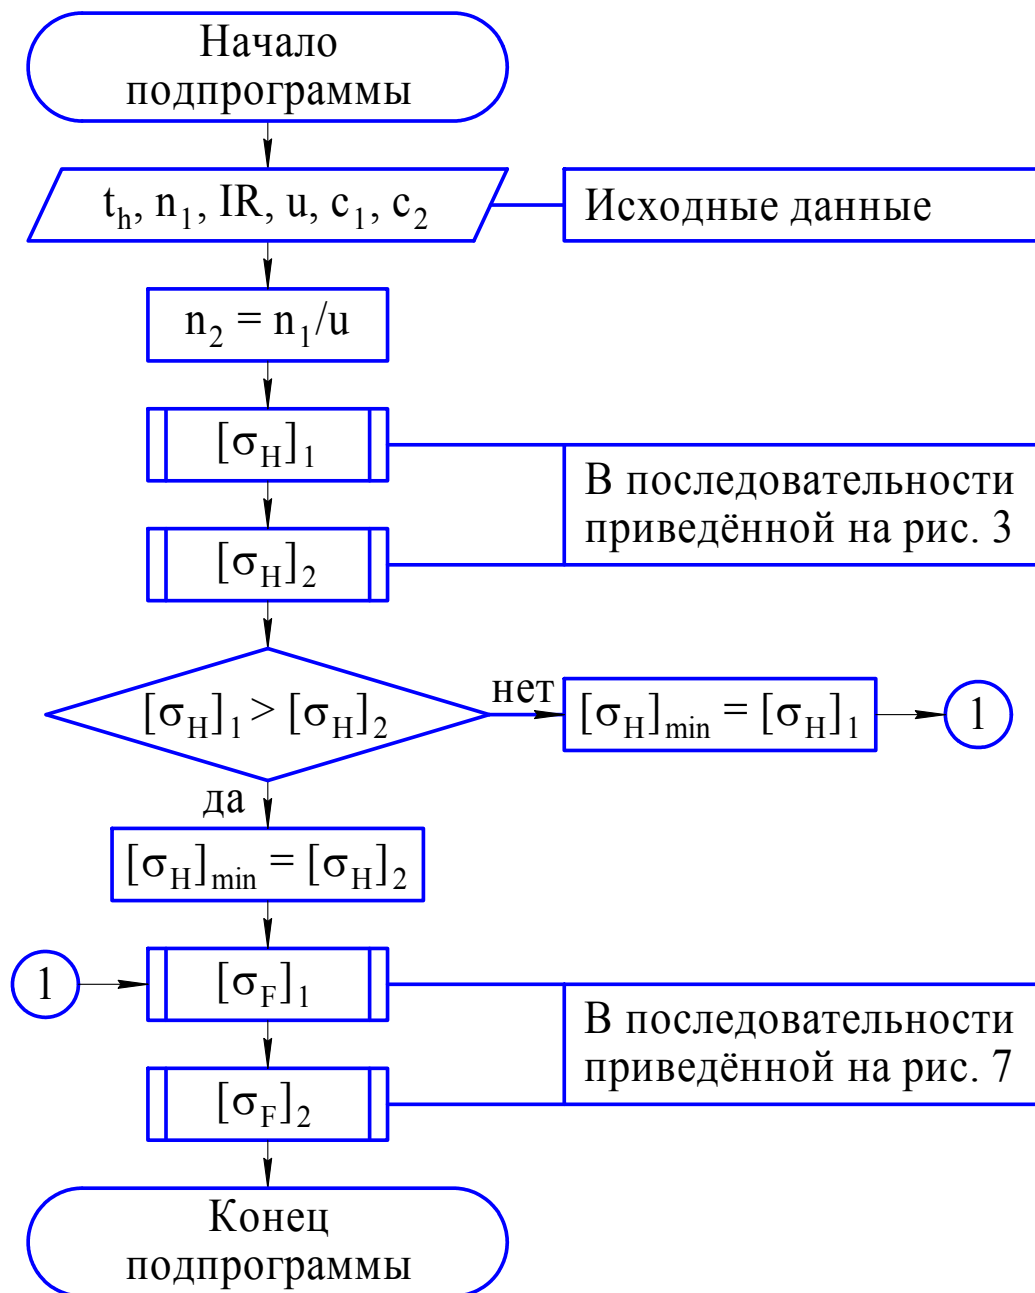 Начало
подпрограммы
t_h, n_1, IR, u, c_1, c_2
Исходные данные
n_2 = n_1/u
[σ_H]_1
[σ_H]_2
В последовательности
приведённой на рис. 3
[σ_H]_1 > [σ_H]_2
нет
[σ_H]_min = [σ_H]_1
1
да
[σ_H]_min = [σ_H]_2
1
[σ_F]_1
[σ_F]_2
В последовательности
приведённой на рис. 7
Конец
подпрограммы